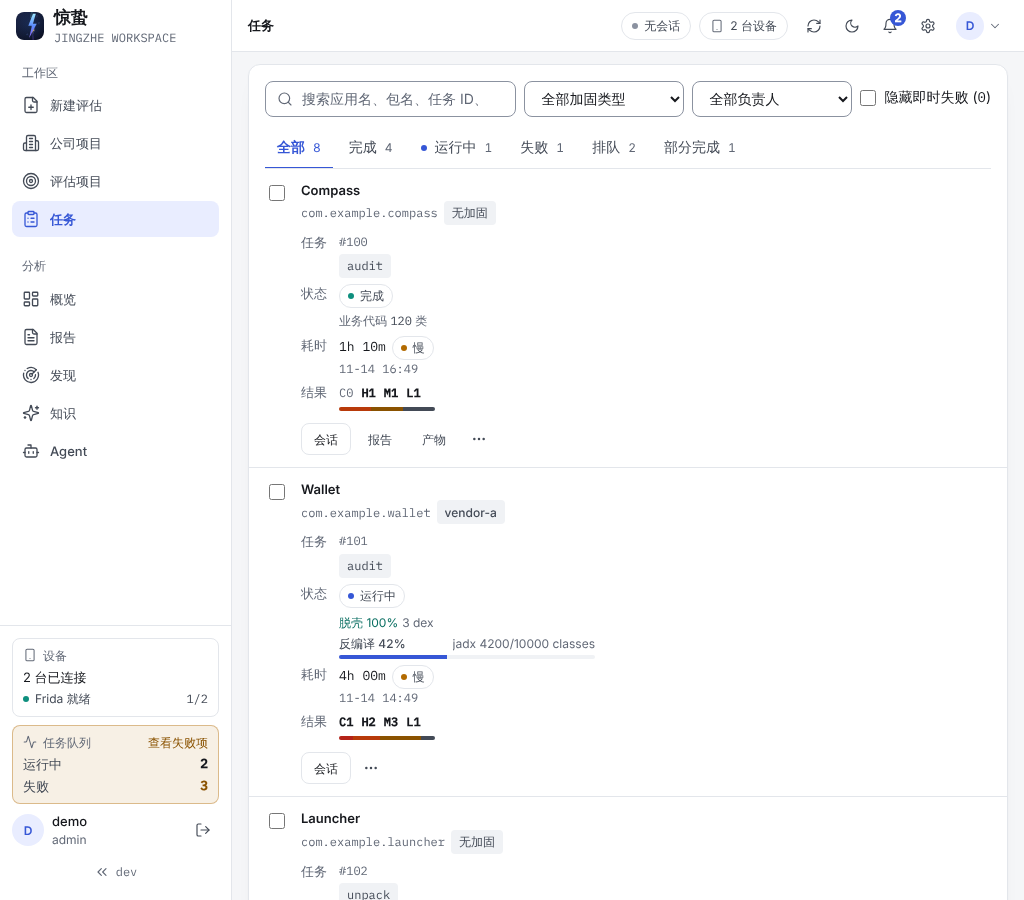 惊蛰
JINGZHE WORKSPACE
工作区
新建评估
公司项目
评估项目
任务
分析
概览
报告
发现
知识
Agent
设备
2 台已连接
Frida 就绪 1/2
任务队列 查看失败项
运行中 2
失败 3
D demo
admin
dev
任务 无会话 2 台设备 2 D
搜索应用名、包名、任务 ID、 全部加固类型 全部负责人 隐藏即时失败 (0)
全部 8 完成 4 运行中 1 失败 1 排队 2 部分完成 1
Compass
com.example.compass 无加固
任务 #100
audit
状态 完成
业务代码 120 类
耗时 1h 10m 慢
11-14 16:49
结果 C0 H1 M1 L1
会话 报告 产物 ···
Wallet
com.example.wallet vendor-a
任务 #101
audit
状态 运行中
脱壳 100% 3 dex
反编译 42% jadx 4200/10000 classes
耗时 4h 00m 慢
11-14 14:49
结果 C1 H2 M3 L1
会话 ···
Launcher
com.example.launcher 无加固
任务 #102
unpack